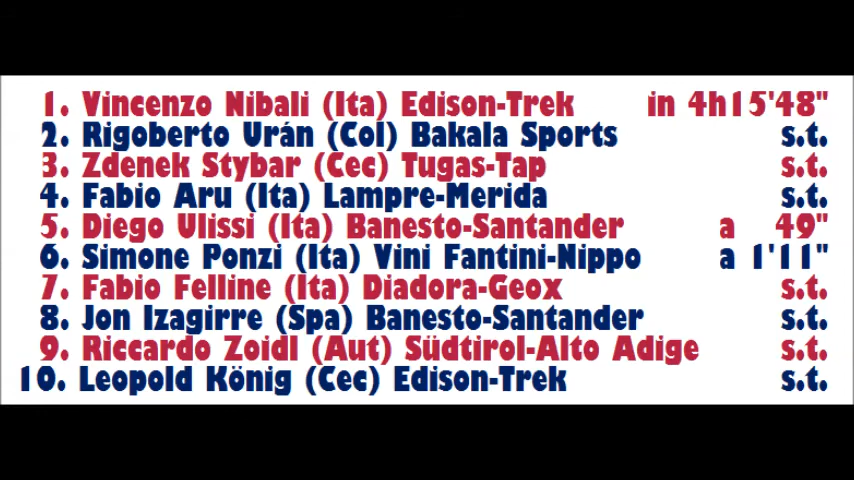 1. Vincenzo Nibali (Ita) Edison-Trek in 4h15'48"
2. Rigoberto Urán (Col) Bakala Sports s.t.
3. Zdenek Stybar (Cec) Tugas-Tap s.t.
4. Fabio Aru (Ita) Lampre-Merida s.t.
5. Diego Ulissi (Ita) Banesto-Santander a 49"
6. Simone Ponzi (Ita) Vini Fantini-Nippo a 1'11"
7. Fabio Felline (Ita) Diadora-Geox s.t.
8. Jon Izagirre (Spa) Banesto-Santander s.t.
9. Riccardo Zoidl (Aut) Südtirol-Alto Adige s.t.
10. Leopold König (Cec) Edison-Trek s.t.